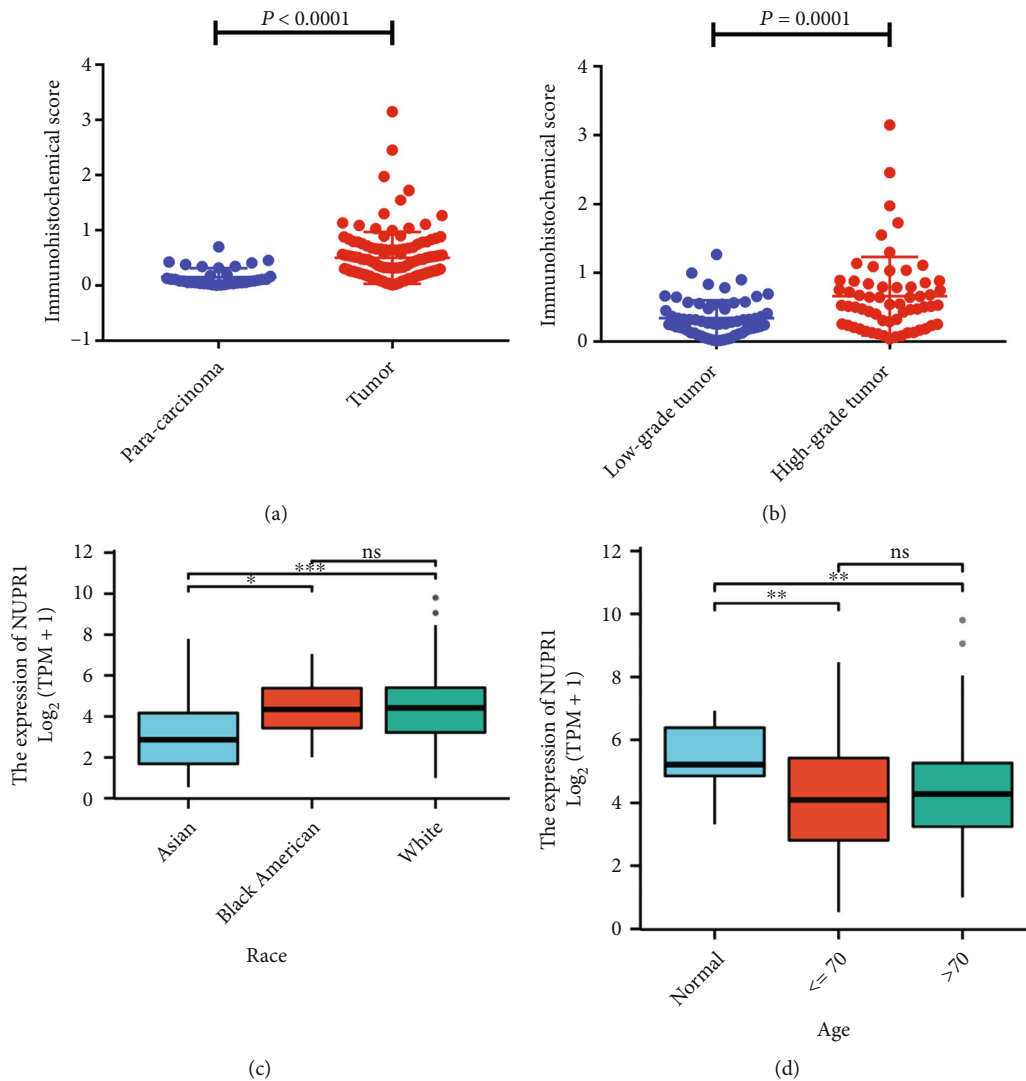 P < 0.0001
4
3
2
1
0
−1
Immunohistochemical score
Para-carcinoma
Tumor
(a)
P = 0.0001
4
3
2
1
0
Immunohistochemical score
Low-grade tumor
High-grade tumor
(b)
ns
***
*
12
10
8
6
4
2
0
The expression of NUPR1
Log2 (TPM + 1)
Asian
Black American
White
Race
(c)
ns
**
**
12
10
8
6
4
2
0
The expression of NUPR1
Log2 (TPM + 1)
Normal
<= 70
>70
Age
(d)